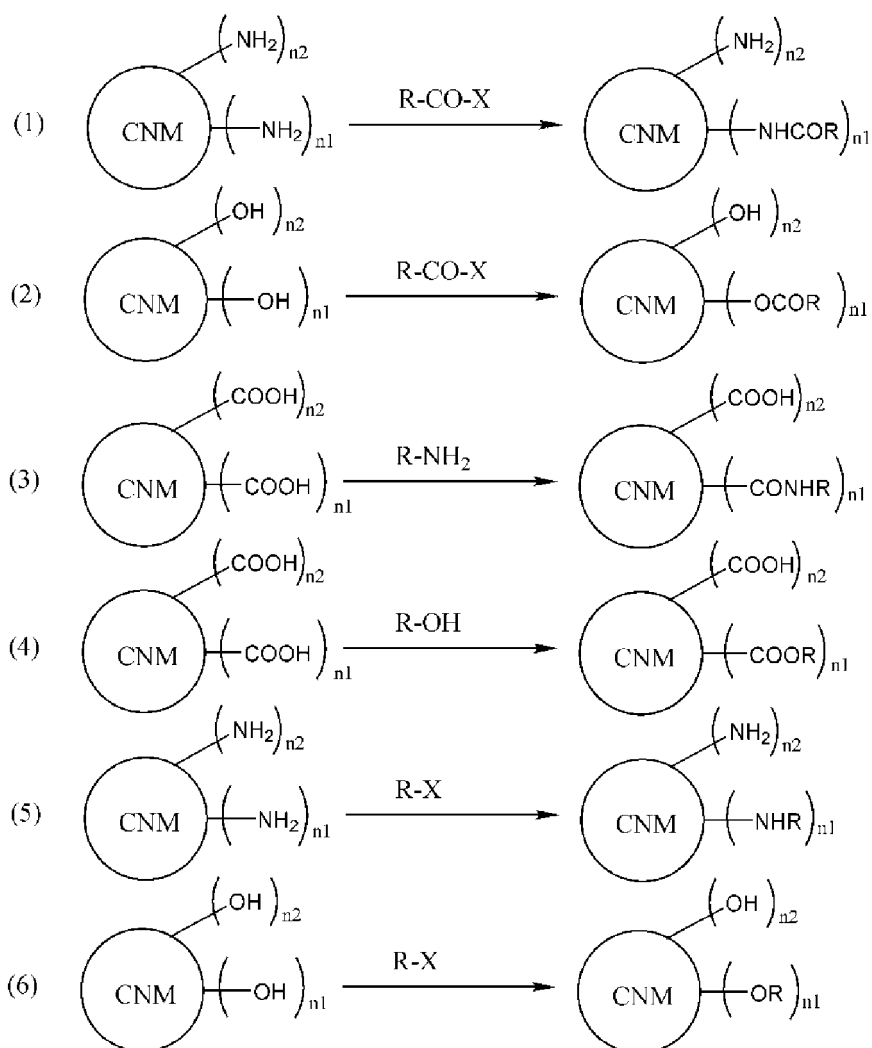 (NH2)n2 (NH2)n2
(1) CNM (NH2)n1 R-CO-X CNM (NHCOR)n1
(OH)n2 (OH)n2
(2) CNM (OH)n1 R-CO-X CNM (OCOR)n1
(COOH)n2 (COOH)n2
(3) CNM (COOH)n1 R-NH2 CNM (CONHR)n1
(COOH)n2 (COOH)n2
(4) CNM (COOH)n1 R-OH CNM (COOR)n1
(NH2)n2 (NH2)n2
(5) CNM (NH2)n1 R-X CNM (NHR)n1
(OH)n2 (OH)n2
(6) CNM (OH)n1 R-X CNM (OR)n1